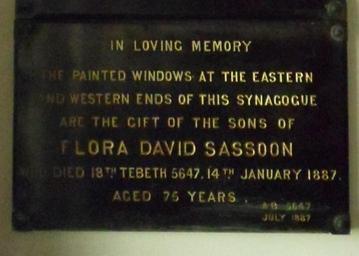 IN LOVING MEMORY
THE PAINTED WINDOWS AT THE EASTERN
AND WESTERN ENDS OF THIS SYNAGOGUE
ARE THE GIFT OF THE SONS OF
FLORA DAVID SASSOON
WHO DIED 18TH TEBETH 5647. 14TH JANUARY 1887.
AGED 75 YEARS.
AB 5647
JULY 1887